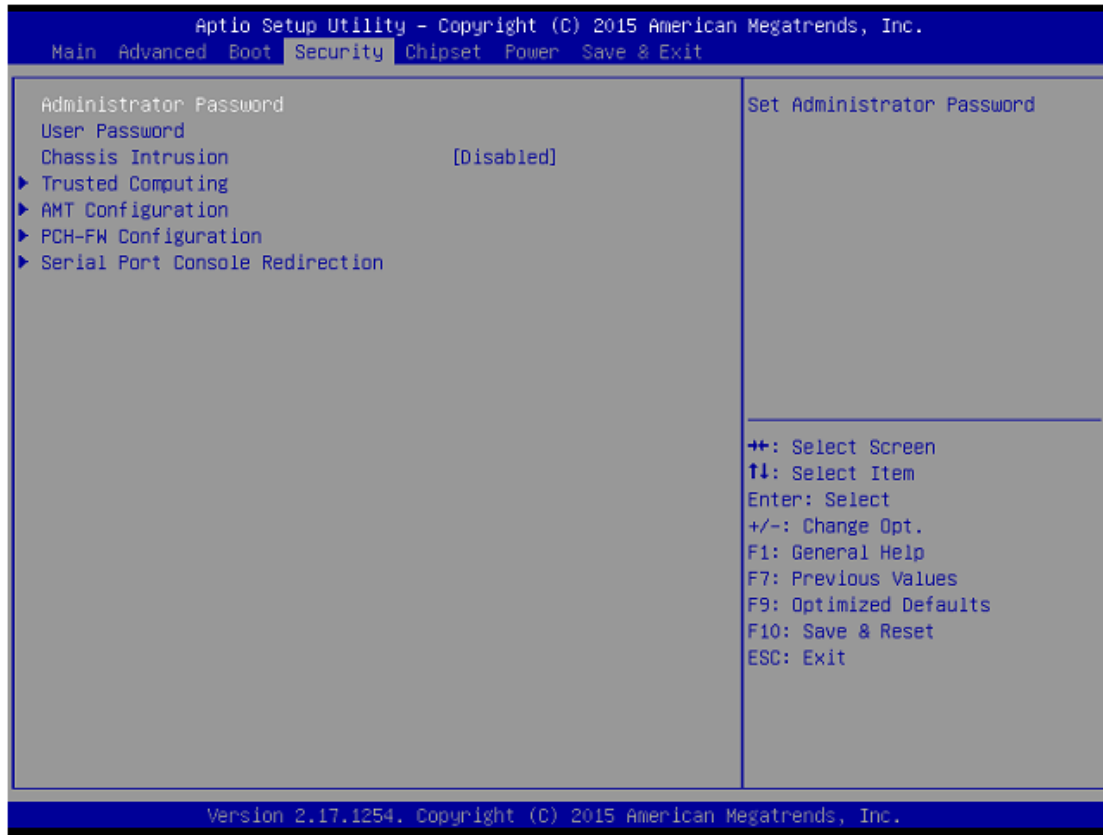 Aptio Setup Utility – Copyright (C) 2015 American Megatrends, Inc.
Main Advanced Boot Security Chipset Power Save & Exit
Administrator Password
User Password
Chassis Intrusion [Disabled]
► Trusted Computing
► AMT Configuration
► PCH-FW Configuration
► Serial Port Console Redirection
Set Administrator Password
→←: Select Screen
↑↓: Select Item
Enter: Select
+/-: Change Opt.
F1: General Help
F7: Previous Values
F9: Optimized Defaults
F10: Save & Reset
ESC: Exit
Version 2.17.1254. Copyright (C) 2015 American Megatrends, Inc.